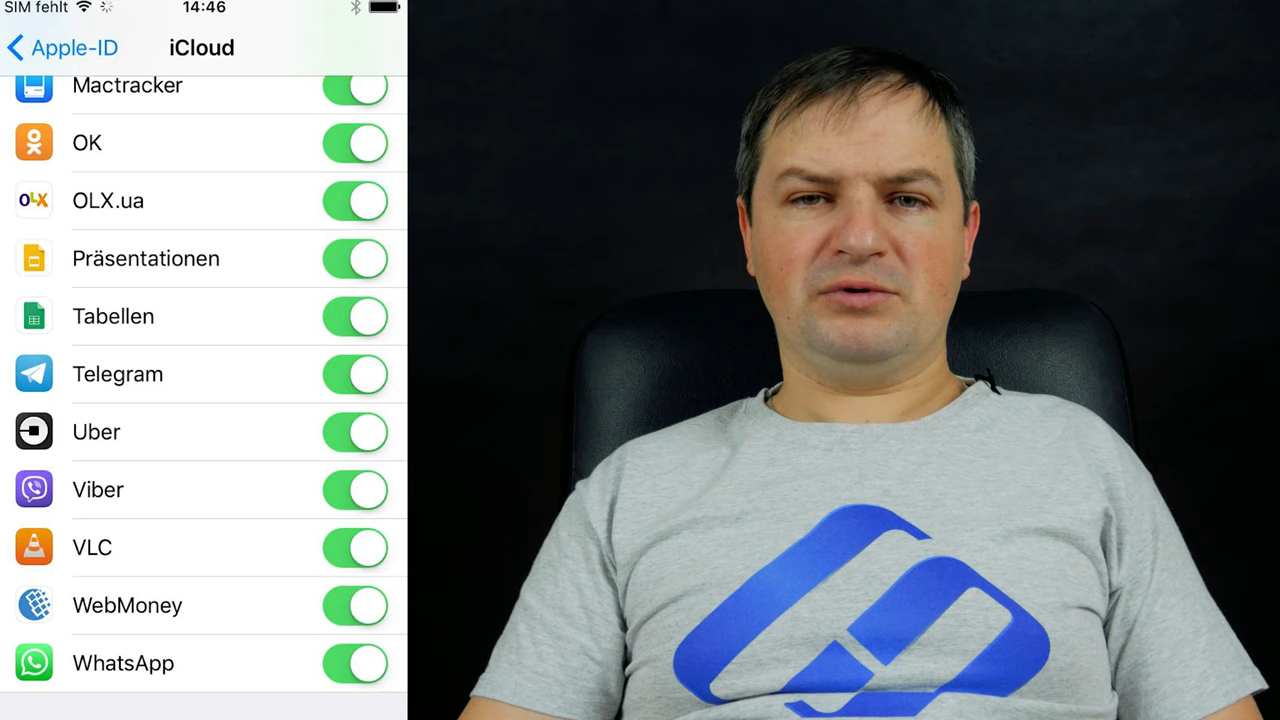 SIM fehlt 14:46
Apple-ID iCloud
Mactracker
OK
OLX.ua
OLX
Präsentationen
Tabellen
Telegram
Uber
Viber
VLC
WebMoney
WhatsApp